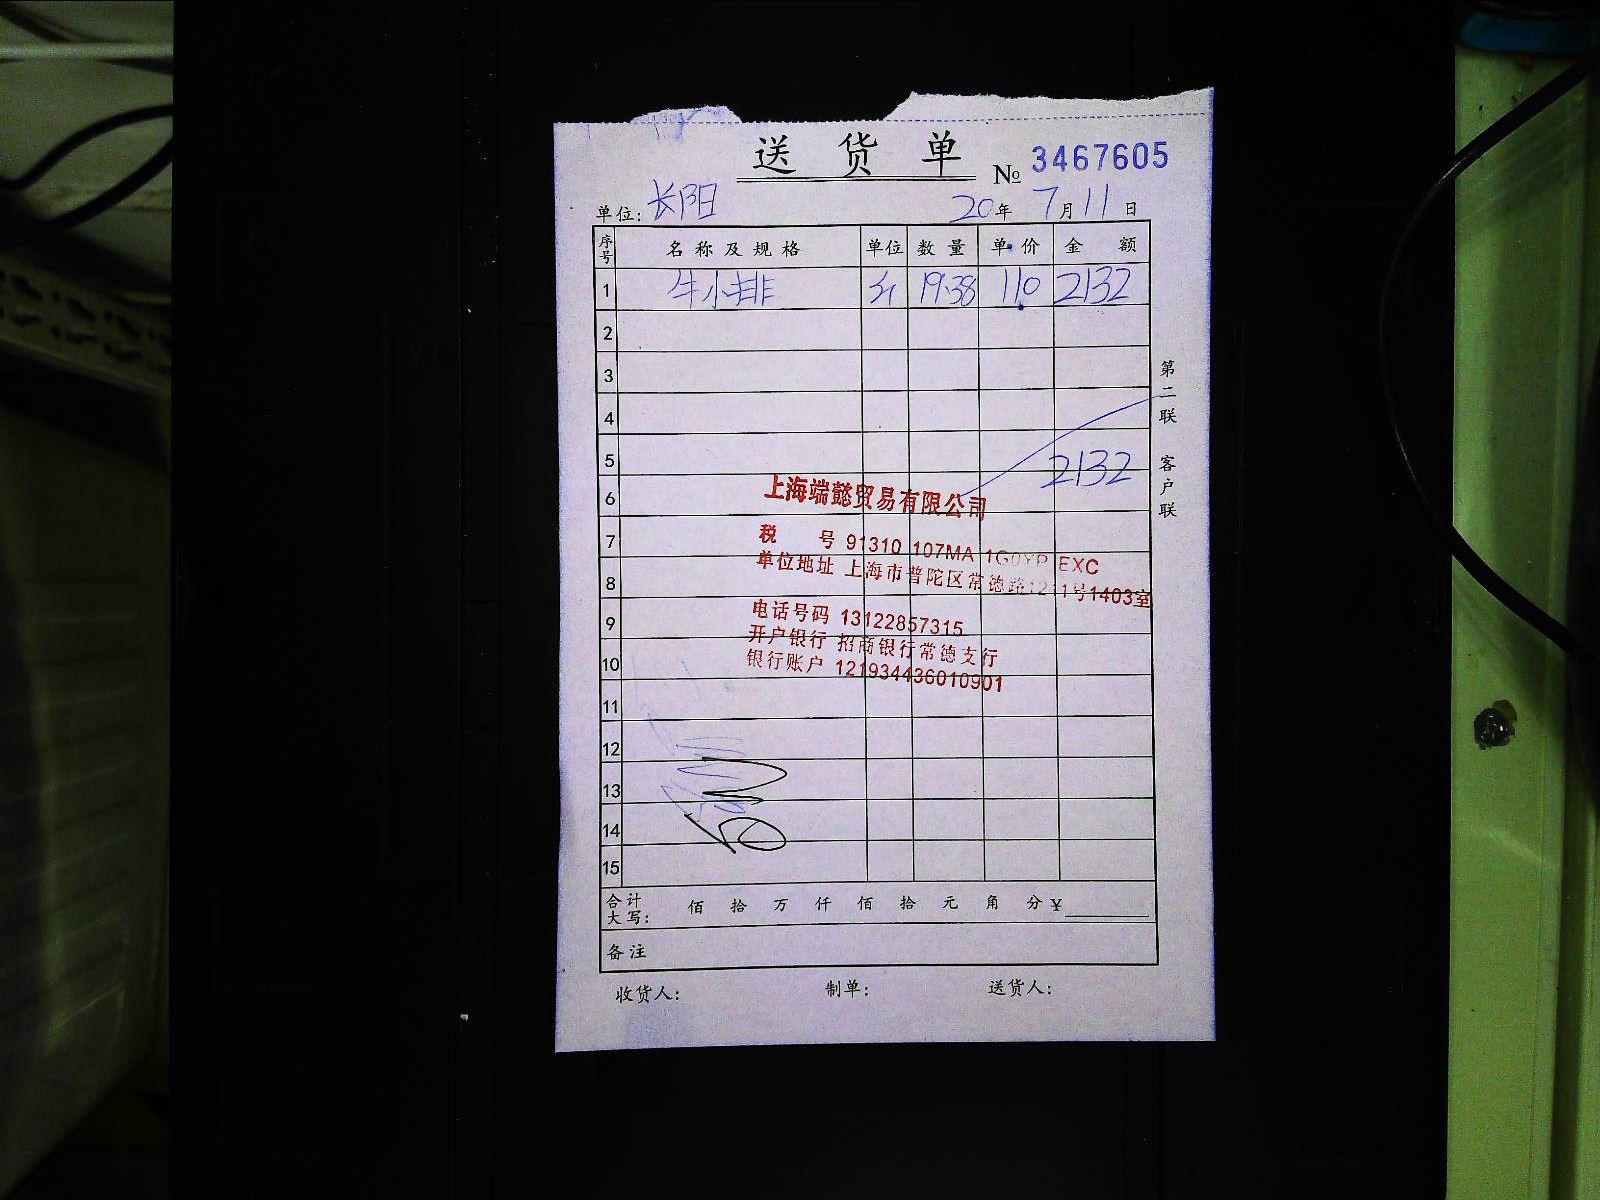 送货单
№ 3467605
单位: 长阳 20年7月11日
序号 名称及规格 单位 数量 单价 金额
1 牛小排 斤 19.38 110 2132
2
3
4
5 2132
6
7
8
9
10
11
12
13
14
15
上海端懿贸易有限公司
税 号 91310 107MA 1G0YP EXC
单位地址 上海市普陀区常德路1211号1403室
电话号码 13122857315
开户银行 招商银行常德支行
银行账户 121934436010901
合计大写: 佰 拾 万 仟 佰 拾 元 角 分 ¥
备注
收货人: 制单: 送货人:
第二联 客户联